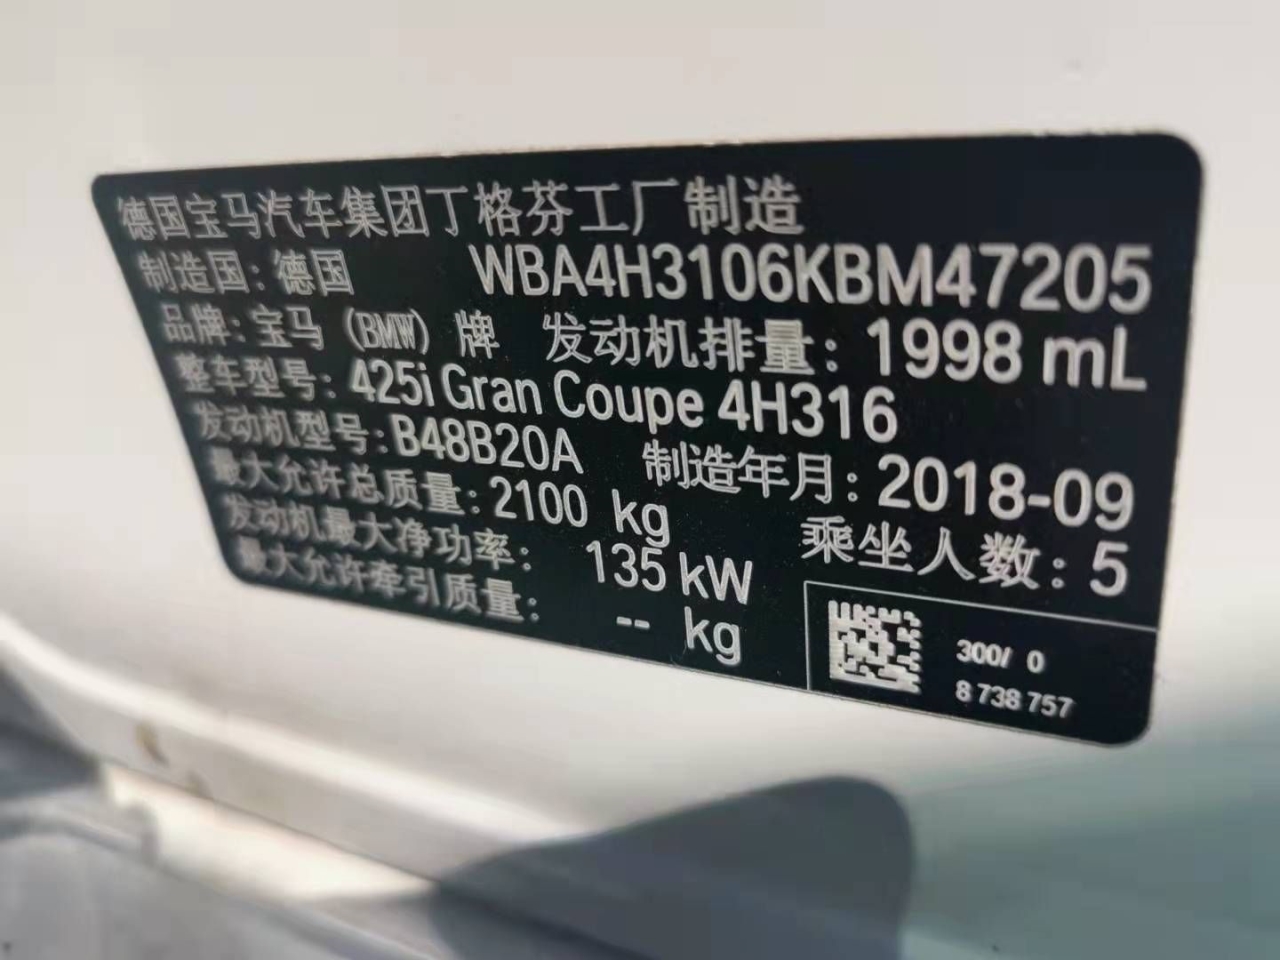 德国宝马汽车集团丁格芬工厂制造
制造国：德国 WBA4H3106KBM47205
品牌：宝马（BMW）牌 发动机排量：1998 mL
整车型号：425i Gran Coupe 4H316
发动机型号：B48B20A 制造年月：2018-09
最大允许总质量：2100 kg 乘坐人数：5
发动机最大净功率： 135 kW
最大允许牵引质量： -- kg
300/ 0
8 738 757